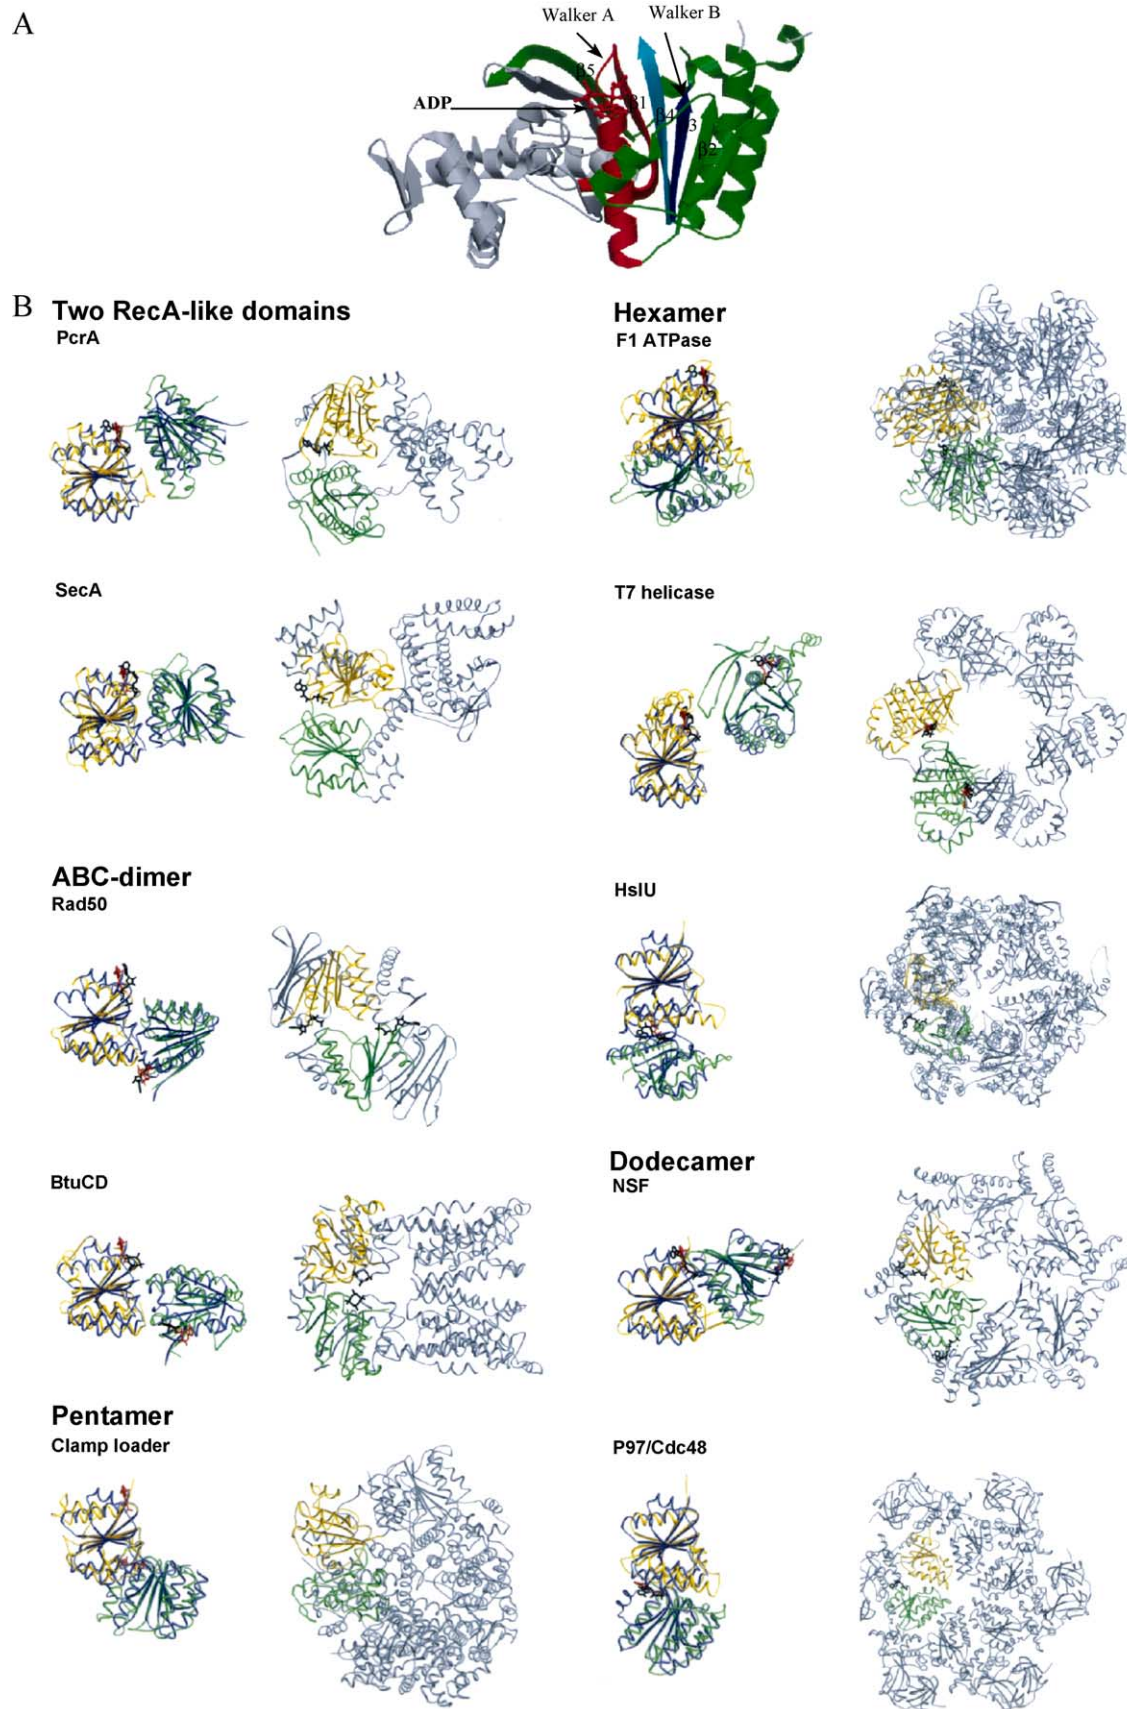 A
Walker A
Walker B
β5
ADP
β1
β4
β3
β2
B
Two RecA-like domains
PcrA
Hexamer
F1 ATPase
SecA
T7 helicase
ABC-dimer
Rad50
HslU
BtuCD
Dodecamer
NSF
Pentamer
Clamp loader
P97/Cdc48